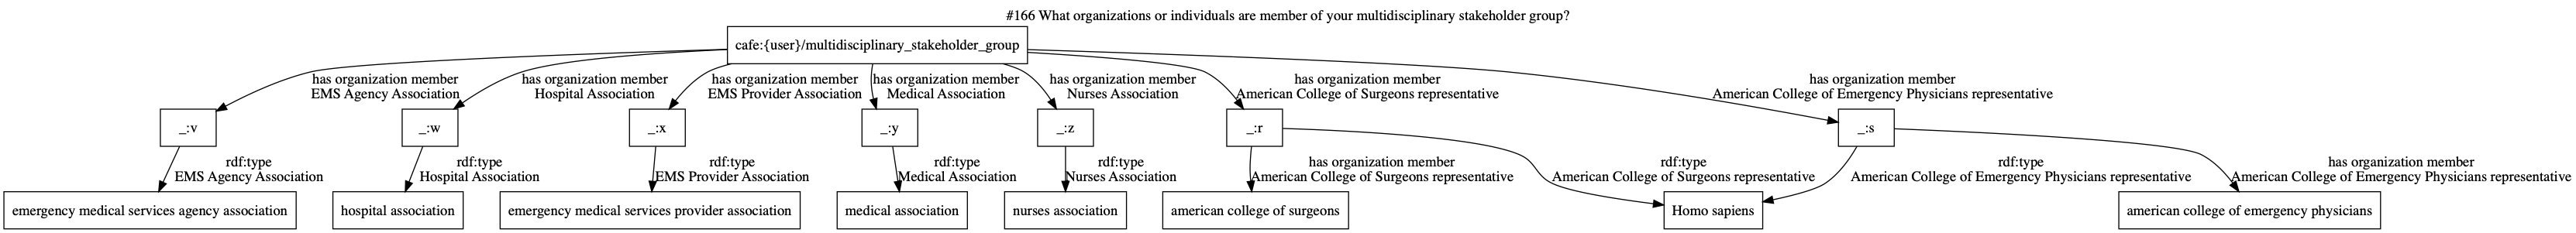 #166 What organizations or individuals are member of your multidisciplinary stakeholder group?
cafe:{user}/multidisciplinary_stakeholder_group
has organization member
EMS Agency Association
has organization member
Hospital Association
has organization member
EMS Provider Association
has organization member
Medical Association
has organization member
Nurses Association
has organization member
American College of Surgeons representative
has organization member
American College of Emergency Physicians representative
_:v
_:w
_:x
_:y
_:z
_:r
_:s
rdf:type
EMS Agency Association
rdf:type
Hospital Association
rdf:type
EMS Provider Association
rdf:type
Medical Association
rdf:type
Nurses Association
has organization member
American College of Surgeons representative
rdf:type
American College of Surgeons representative
rdf:type
American College of Emergency Physicians representative
has organization member
American College of Emergency Physicians representative
emergency medical services agency association
hospital association
emergency medical services provider association
medical association
nurses association
american college of surgeons
Homo sapiens
american college of emergency physicians